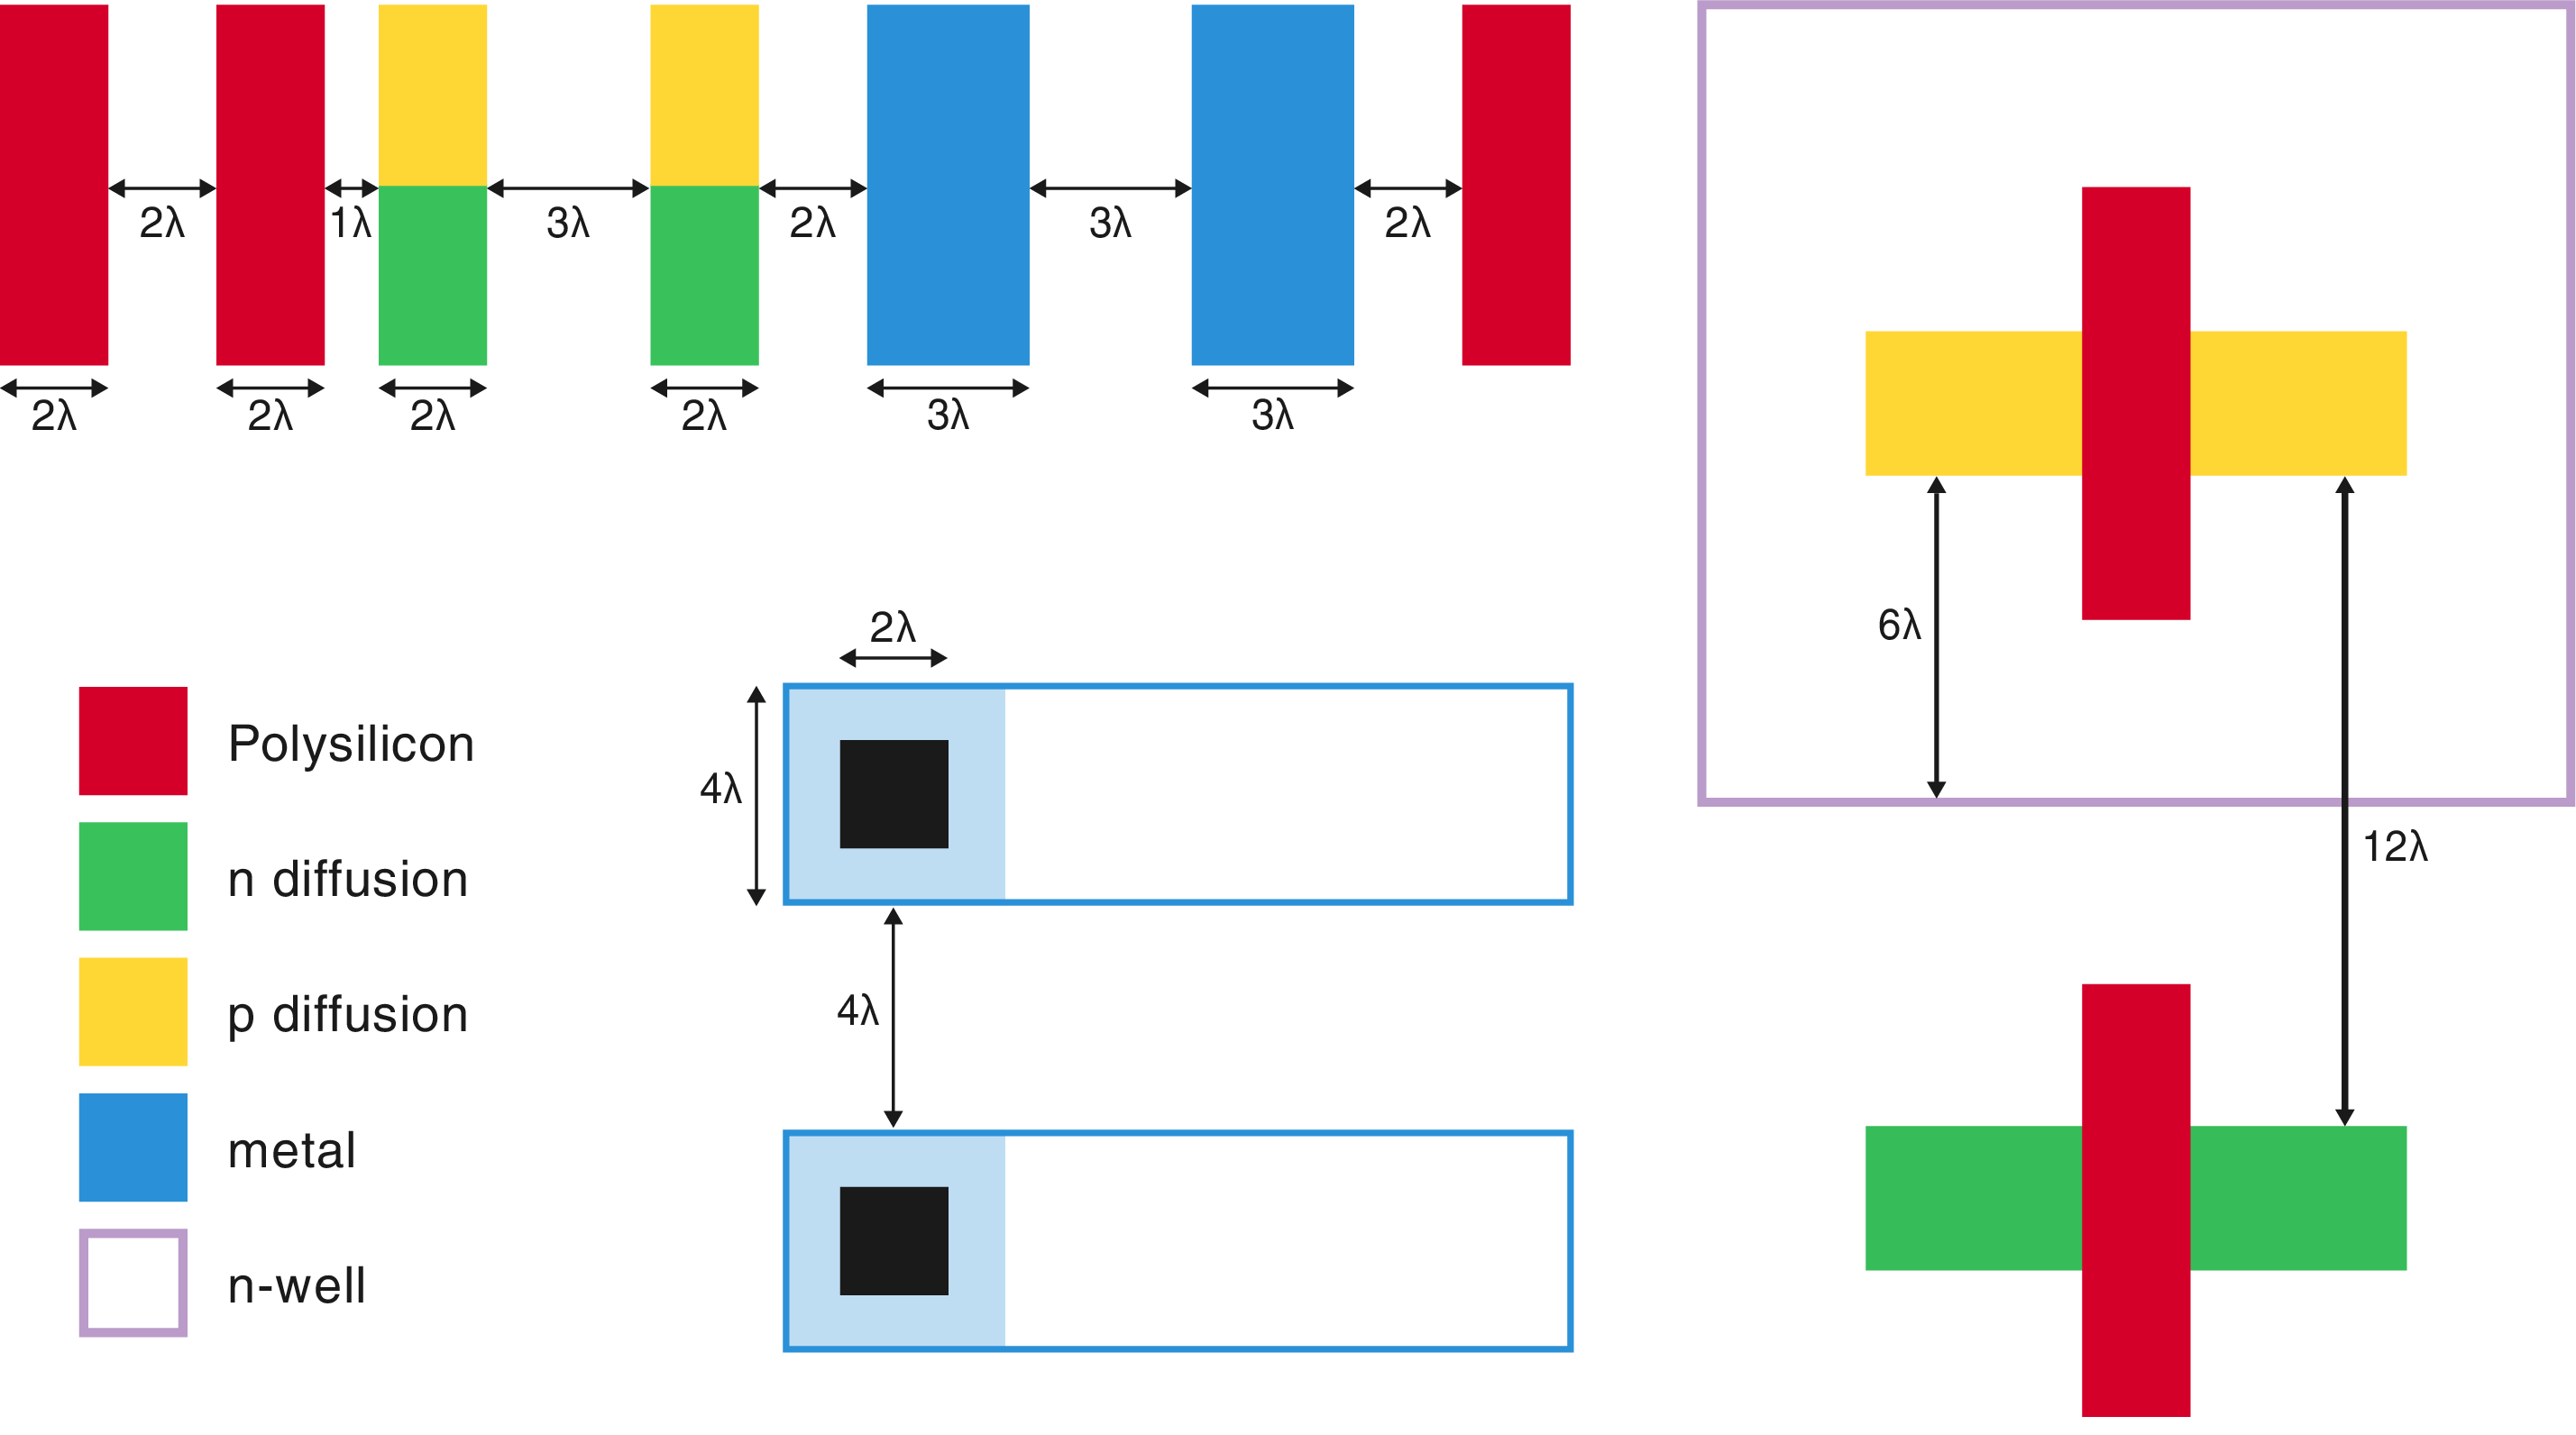 2λ
1λ
3λ
2λ
3λ
2λ
2λ
2λ
2λ
2λ
3λ
3λ
2λ
4λ
4λ
6λ
12λ
Polysilicon
n diffusion
p diffusion
metal
n-well